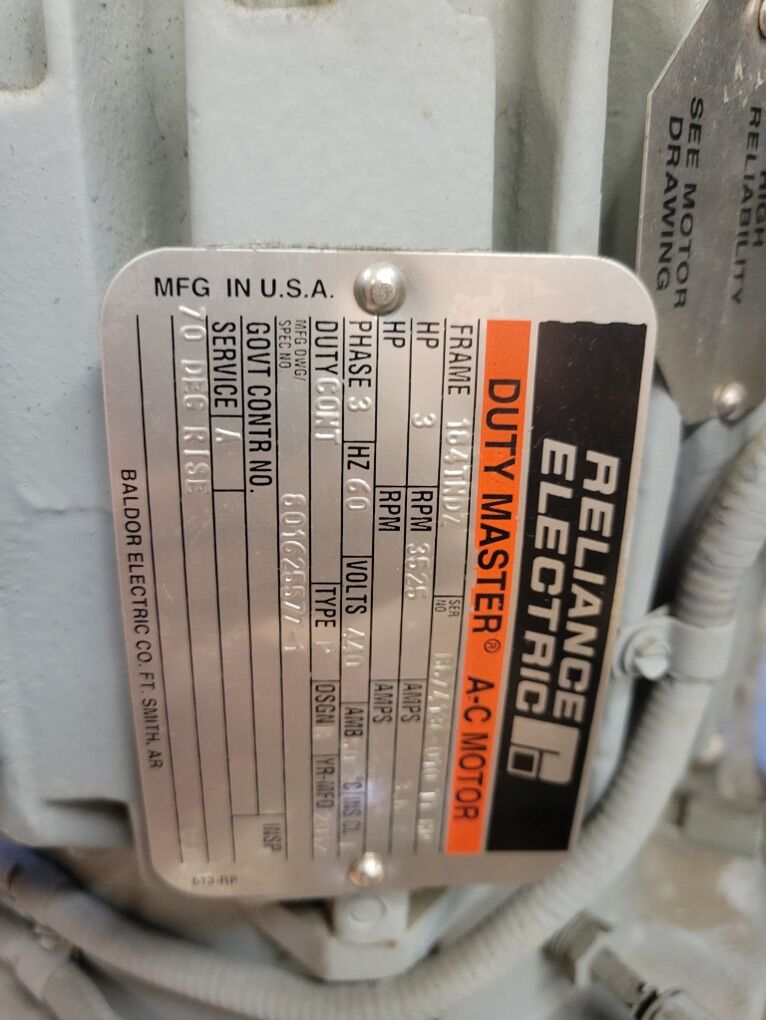 HIGH
RELIABILITY
SEE MOTOR
DRAWING
RELIANCE
ELECTRIC
DUTY MASTER® A-C MOTOR
FRAME 184TNDZ SER NO
HP 3 RPM 3525 AMPS
HP RPM AMPS
PHASE 3 HZ 60 VOLTS 440 AMB °C INS CL
DUTY CONT TYPE P DSGN YR-MFD
MFG DWG/
SPEC NO.
GOVT CONTR NO. INSP
SERVICE A
70 DEG RISE
MFG IN U.S.A.
BALDOR ELECTRIC CO. FT. SMITH, AR
613-RP